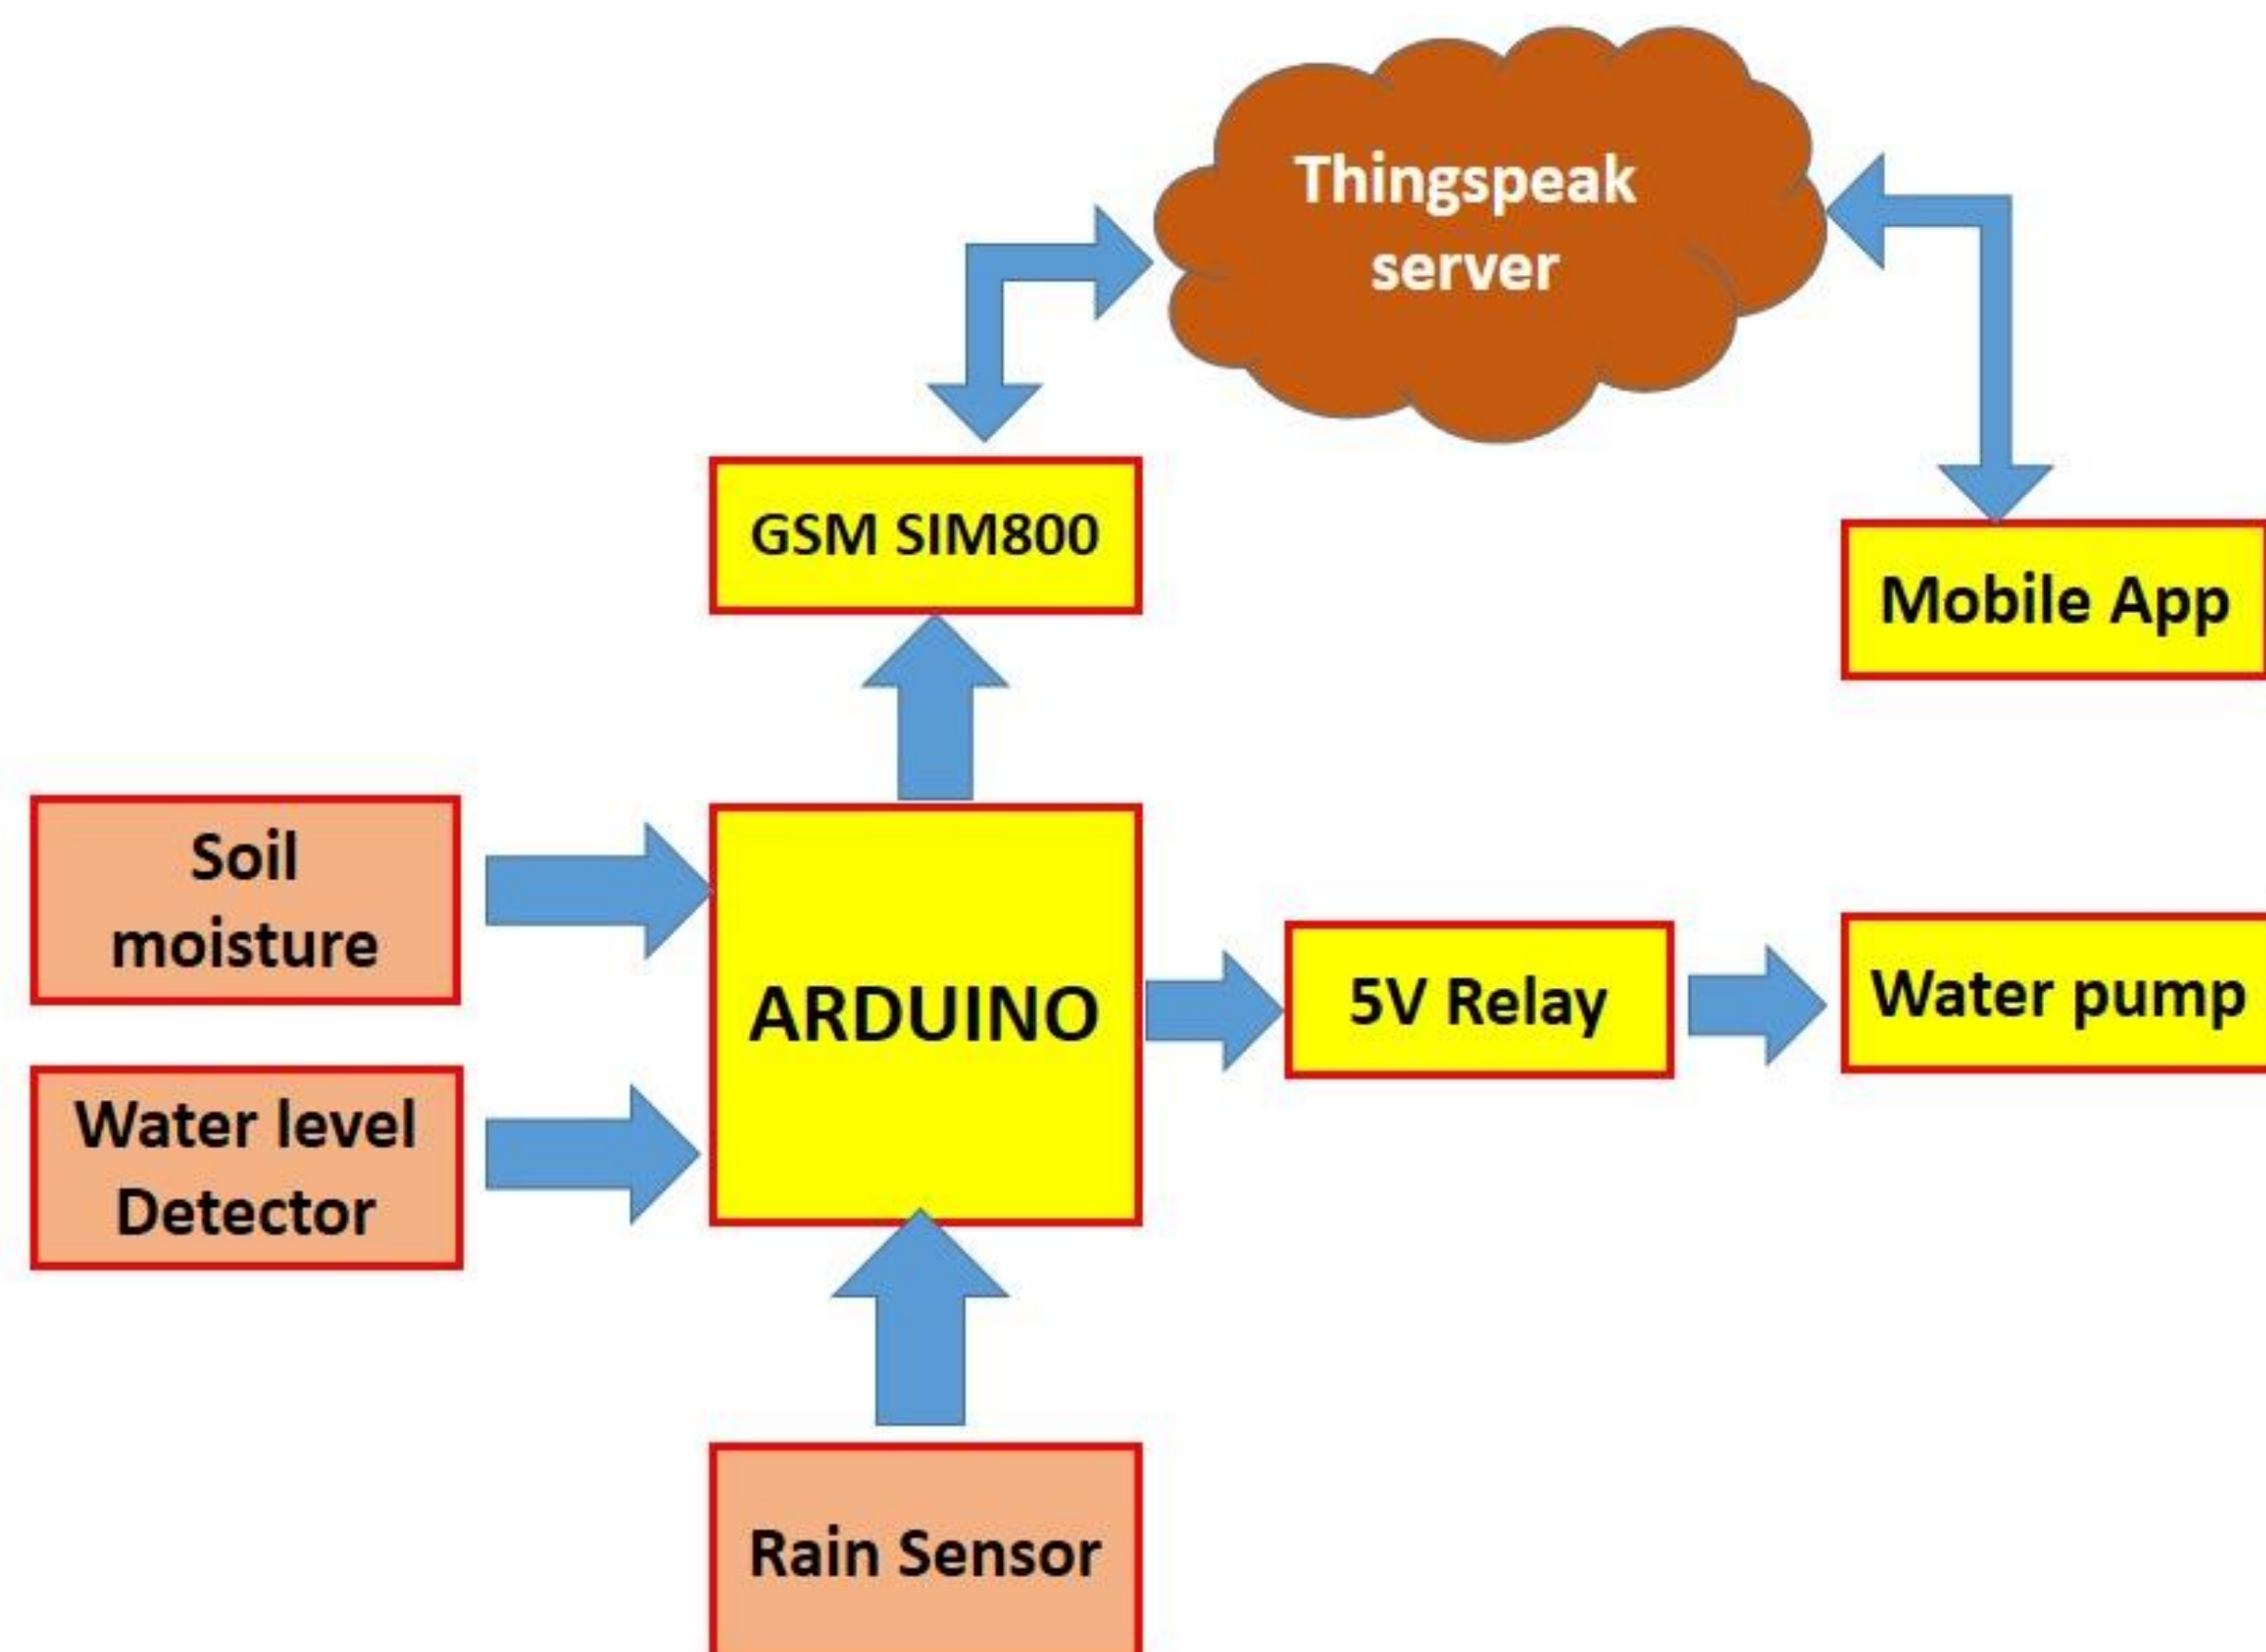 Thingspeak
server
GSM SIM800
Mobile App
Soil
moisture
ARDUINO
5V Relay
Water pump
Water level
Detector
Rain Sensor